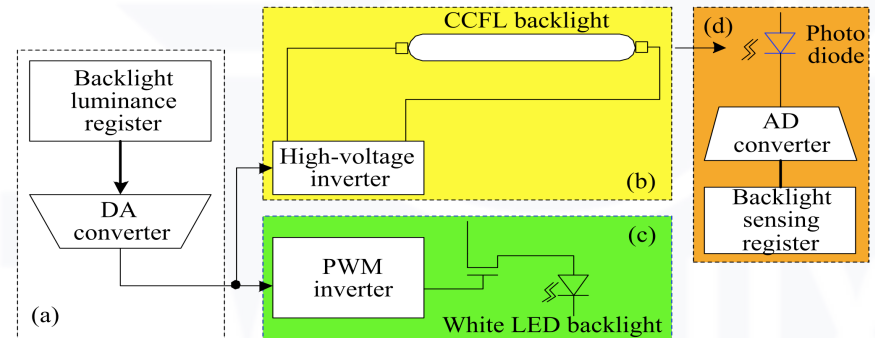 Backlight
luminance
register
DA
converter
(a)
CCFL backlight
High-voltage
inverter
(b)
PWM
inverter
(c)
White LED backlight
(d)
Photo
diode
AD
converter
Backlight
sensing
register